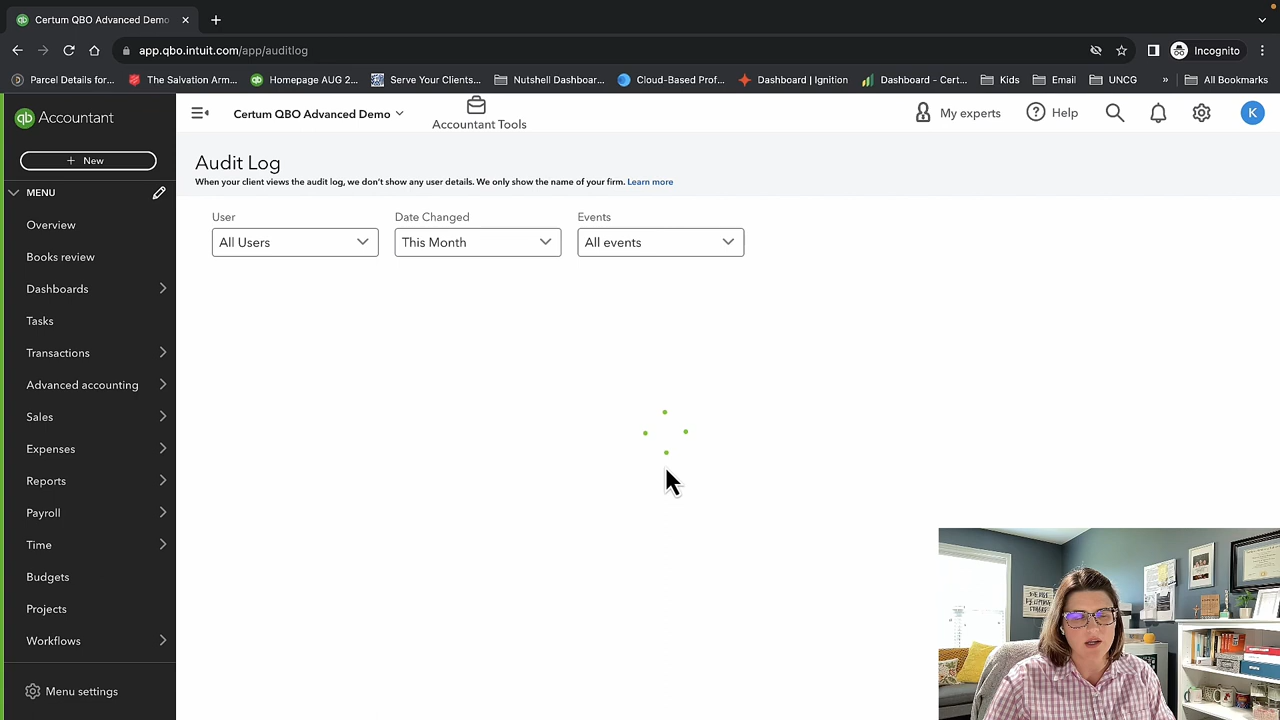 Certum QBO Advanced Demo
app.qbo.intuit.com/app/auditlog
Incognito
Parcel Details for...
The Salvation Arm...
Homepage AUG 2...
Serve Your Clients...
Nutshell Dashboar...
Cloud-Based Prof...
Dashboard | Ignition
Dashboard - Cert...
Kids
Email
UNCG
»
All Bookmarks
qb Accountant
Certum QBO Advanced Demo
Accountant Tools
My experts
Help
K
+ New
MENU
Overview
Books review
Dashboards
Tasks
Transactions
Advanced accounting
Sales
Expenses
Reports
Payroll
Time
Budgets
Projects
Workflows
Menu settings
Audit Log
When your client views the audit log, we don't show any user details. We only show the name of your firm. Learn more
User
Date Changed
Events
All Users
This Month
All events